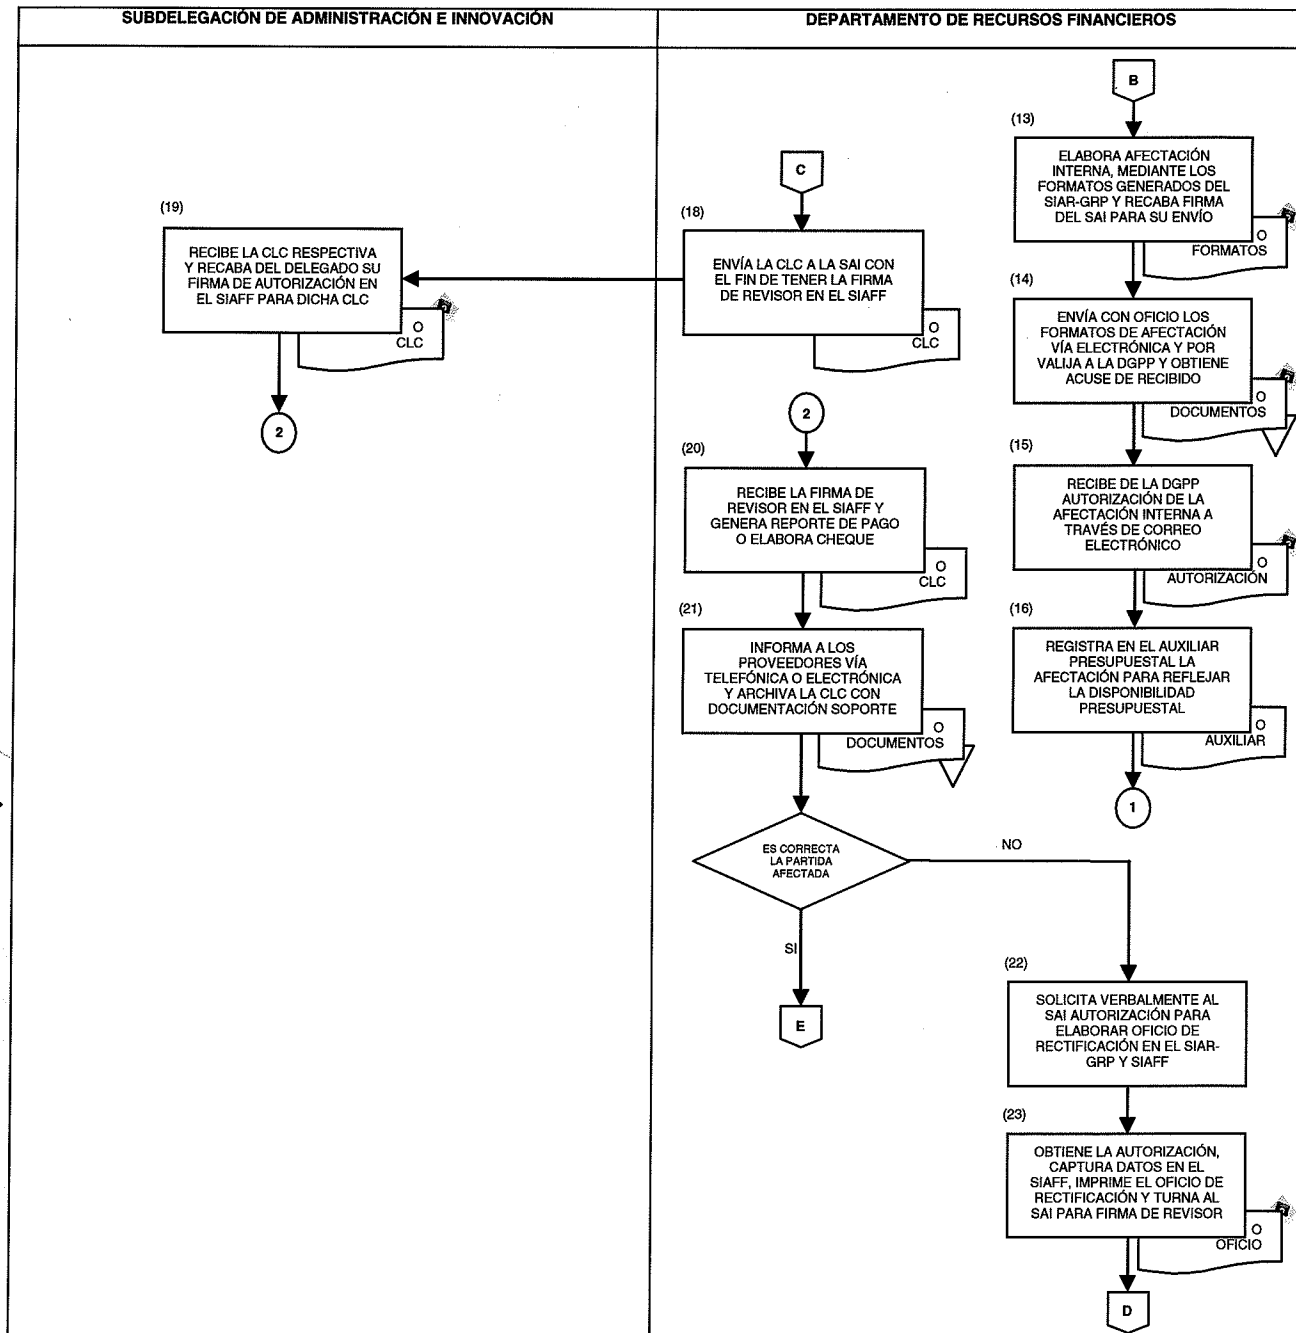 SUBDELEGACIÓN DE ADMINISTRACIÓN E INNOVACIÓN
DEPARTAMENTO DE RECURSOS FINANCIEROS
B
(13)
ELABORA AFECTACIÓN
INTERNA, MEDIANTE LOS
FORMATOS GENERADOS DEL
SIAR-GRP Y RECABA FIRMA
DEL SAI PARA SU ENVÍO
O
FORMATOS
(14)
ENVÍA CON OFICIO LOS
FORMATOS DE AFECTACIÓN
VÍA ELECTRÓNICA Y POR
VALIJA A LA DGPP Y OBTIENE
ACUSE DE RECIBIDO
O
DOCUMENTOS
(15)
RECIBE DE LA DGPP
AUTORIZACIÓN DE LA
AFECTACIÓN INTERNA A
TRAVÉS DE CORREO
ELECTRÓNICO
O
AUTORIZACIÓN
(16)
REGISTRA EN EL AUXILIAR
PRESUPUESTAL LA
AFECTACIÓN PARA REFLEJAR
LA DISPONIBILIDAD
PRESUPUESTAL
O
AUXILIAR
1
C
(18)
ENVÍA LA CLC A LA SAI CON
EL FIN DE TENER LA FIRMA
DE REVISOR EN EL SIAFF
O
CLC
(19)
RECIBE LA CLC RESPECTIVA
Y RECABA DEL DELEGADO SU
FIRMA DE AUTORIZACIÓN EN
EL SIAFF PARA DICHA CLC
O
CLC
2
2
(20)
RECIBE LA FIRMA DE
REVISOR EN EL SIAFF Y
GENERA REPORTE DE PAGO
O ELABORA CHEQUE
O
CLC
(21)
INFORMA A LOS
PROVEEDORES VÍA
TELEFÓNICA O ELECTRÓNICA
Y ARCHIVA LA CLC CON
DOCUMENTACIÓN SOPORTE
O
DOCUMENTOS
ES CORRECTA
LA PARTIDA
AFECTADA
NO
SI
E
(22)
SOLICITA VERBALMENTE AL
SAI AUTORIZACIÓN PARA
ELABORAR OFICIO DE
RECTIFICACIÓN EN EL SIAR-
GRP Y SIAFF
(23)
OBTIENE LA AUTORIZACIÓN,
CAPTURA DATOS EN EL
SIAFF, IMPRIME EL OFICIO DE
RECTIFICACIÓN Y TURNA AL
SAI PARA FIRMA DE REVISOR
O
OFICIO
D